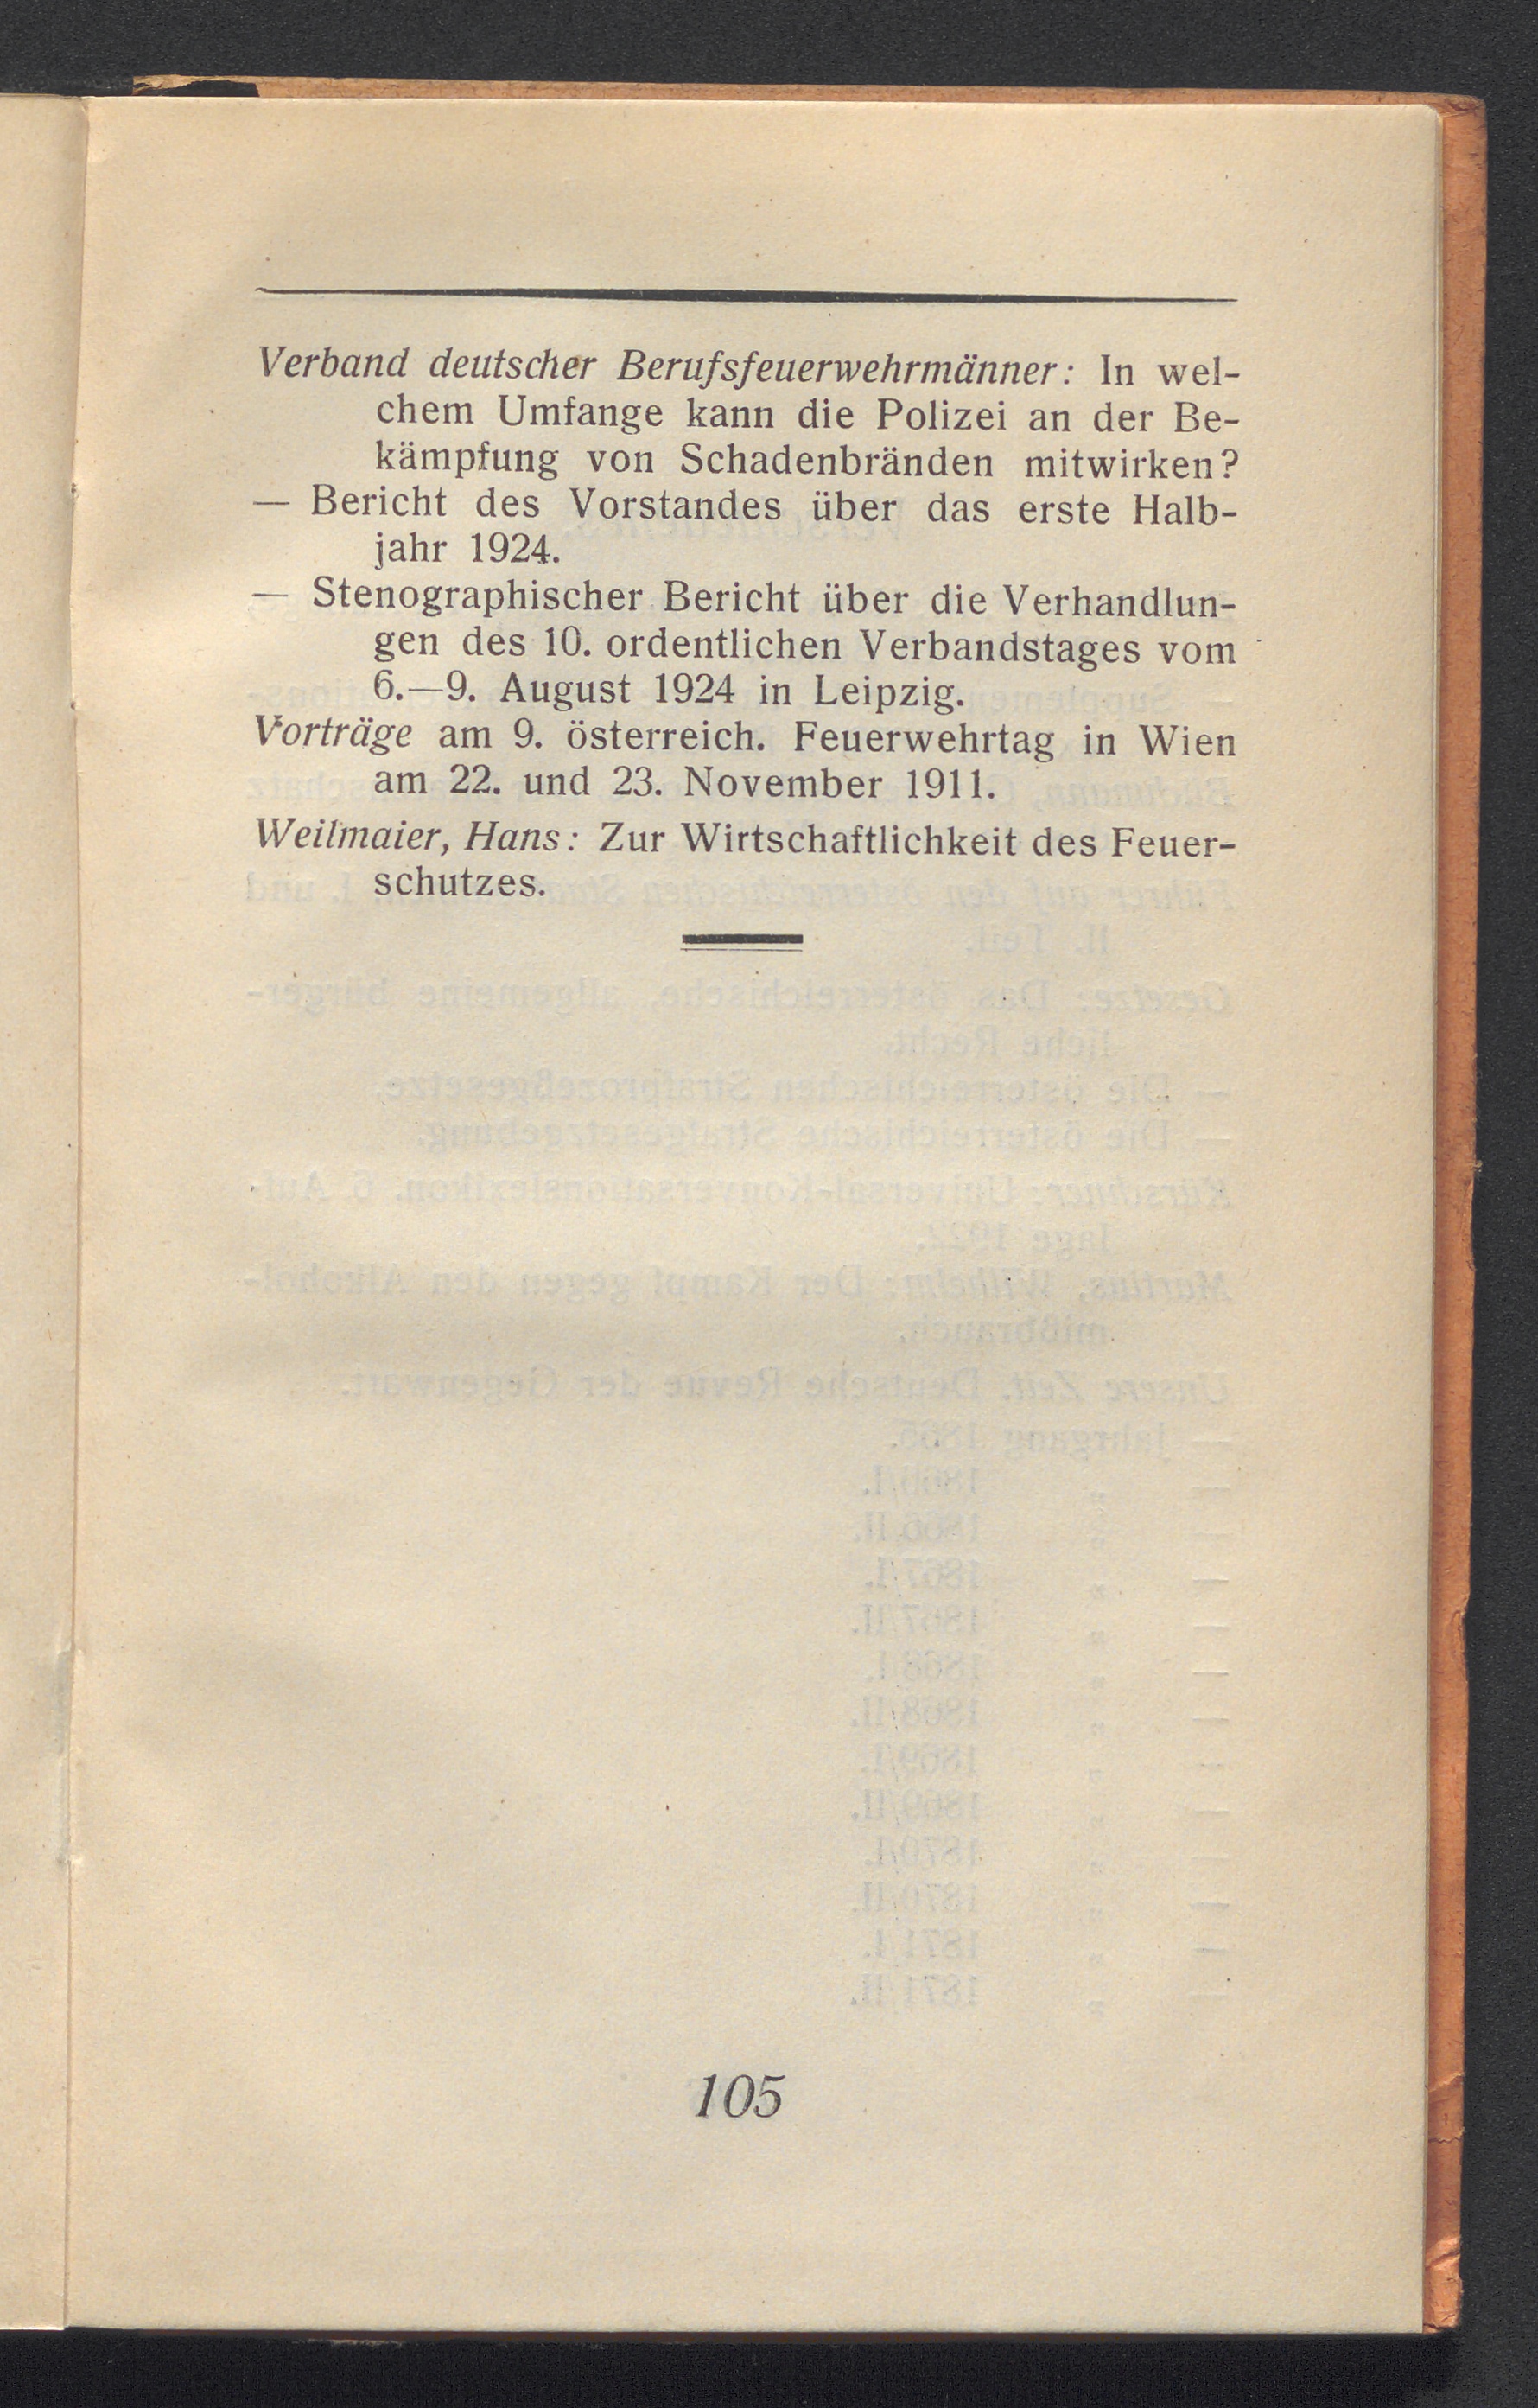 Verband deutscher Berufsfeuerwehrmänner: In wel-
chem Umfange kann die Polizei an der Be-
kämpfung von Schadenbränden mitwirken?
— Bericht des Vorstandes über das erste Halb-
jahr 1924.
— Stenographischer Bericht über die Verhandlun-
gen des 10. ordentlichen Verbandstages vom
6.—9. August 1924 in Leipzig.
Vorträge am 9. österreich. Feuerwehrtag in Wien
am 22. und 23. November 1911.
Weilmaier, Hans: Zur Wirtschaftlichkeit des Feuer-
schutzes.
105